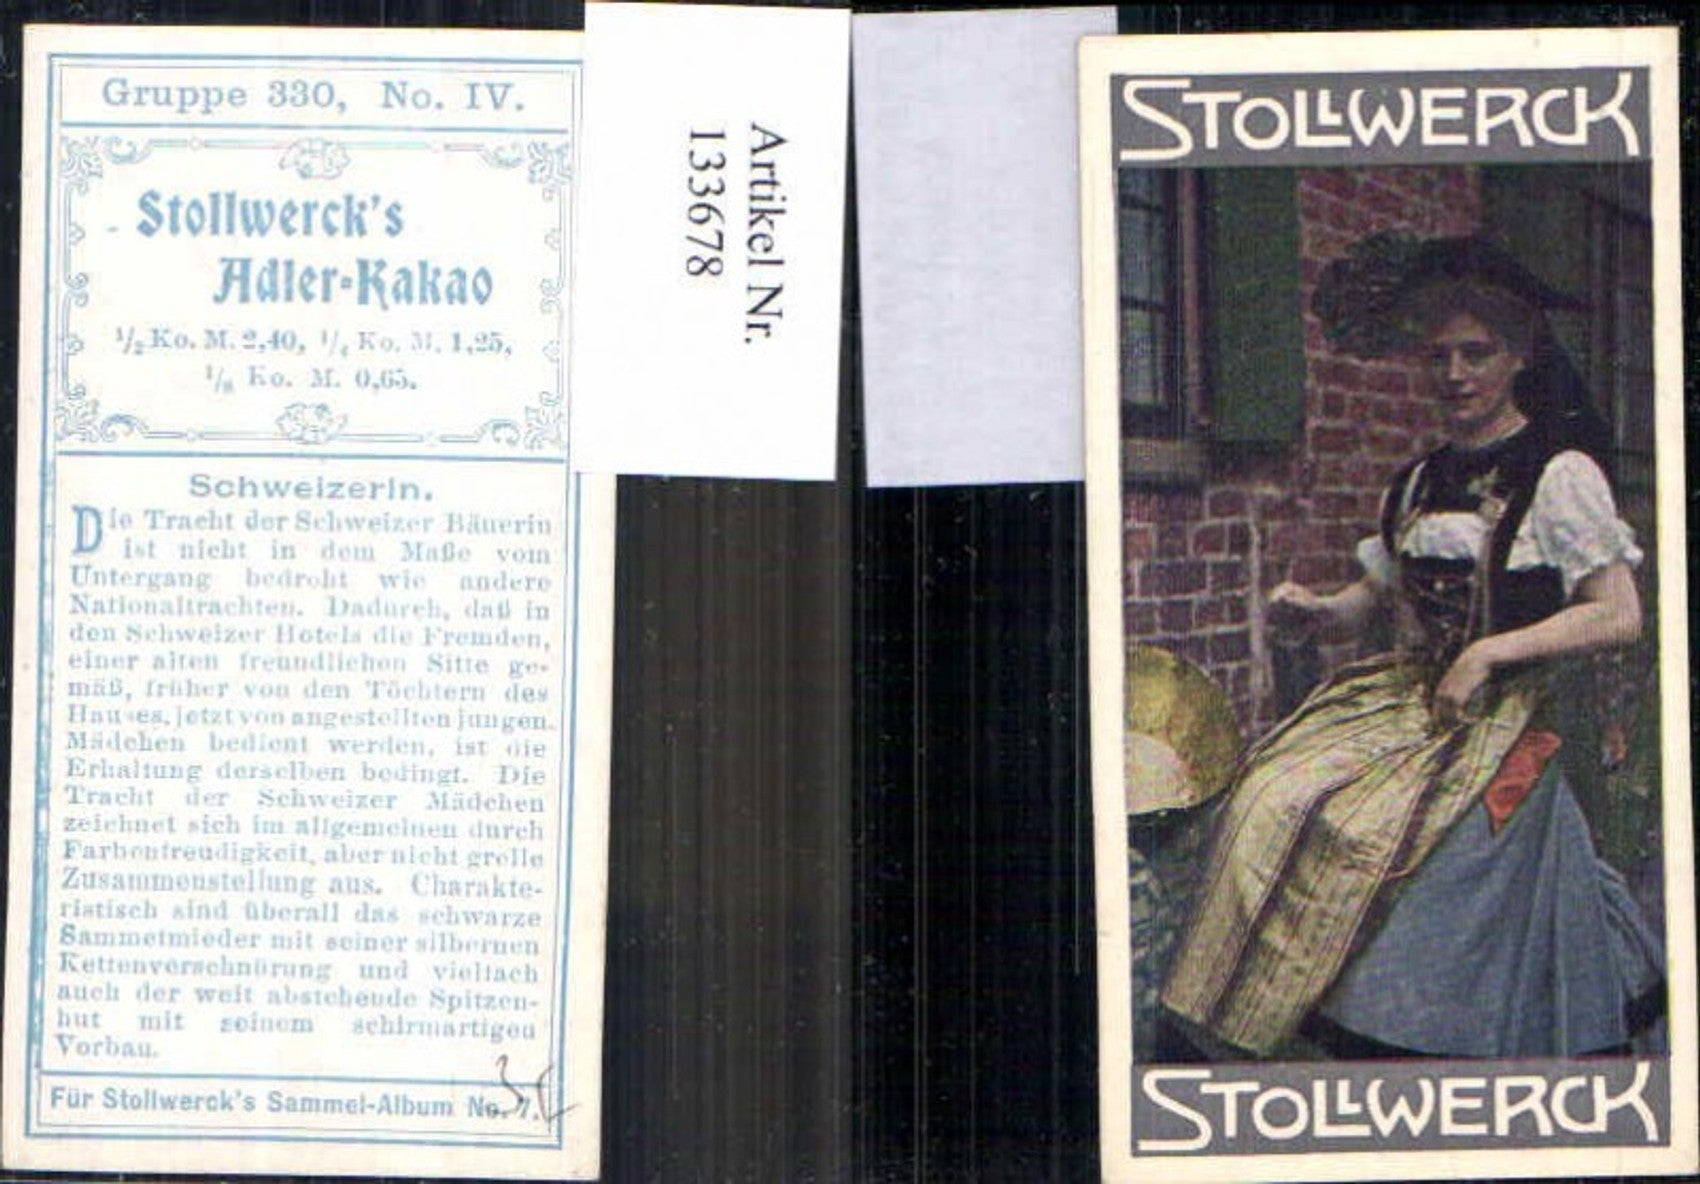 Gruppe 330, No. IV.
Stollwerck's
Adler-Kakao
1/2 Ko. M. 2,40, 1/4 Ko. M. 1,25,
1/8 Ko. M. 0,65.
Schweizerin.
Die Tracht der Schweizer Bäuerin
ist nicht in dem Maße vom
Untergang bedroht wie andere
Nationaltrachten. Dadurch, daß in
den Schweizer Hotels die Fremden,
einer alten freundlichen Sitte ge-
mäß, früher von den Töchtern des
Hauses, jetzt von angestellten jungen
Mädchen bedient werden, ist die
Erhaltung derselben bedingt. Die
Tracht der Schweizer Mädchen
zeichnet sich im allgemeinen durch
Farbenfreudigkeit, aber nicht grelle
Zusammenstellung aus. Charakte-
ristisch sind überall das schwarze
Sammetmieder mit seiner silbernen
Kettenverschnürung und vielfach
auch der weit abstehende Spitzen-
hut mit seinem schirmartigen
Vorbau.
Für Stollwerck's Sammel-Album No. 7.
Artikel Nr.
133678
STOLLWERCK
STOLLWERCK